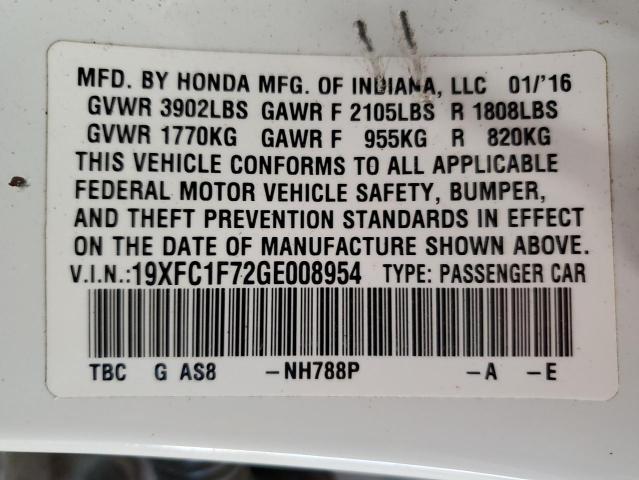 MFD. BY HONDA MFG. OF INDIANA, LLC 01/'16
GVWR 3902LBS GAWR F 2105LBS R 1808LBS
GVWR 1770KG GAWR F 955KG R 820KG
THIS VEHICLE CONFORMS TO ALL APPLICABLE
FEDERAL MOTOR VEHICLE SAFETY, BUMPER,
AND THEFT PREVENTION STANDARDS IN EFFECT
ON THE DATE OF MANUFACTURE SHOWN ABOVE.
V.I.N.:19XFC1F72GE008954 TYPE: PASSENGER CAR
TBC G AS8 -NH788P -A -E